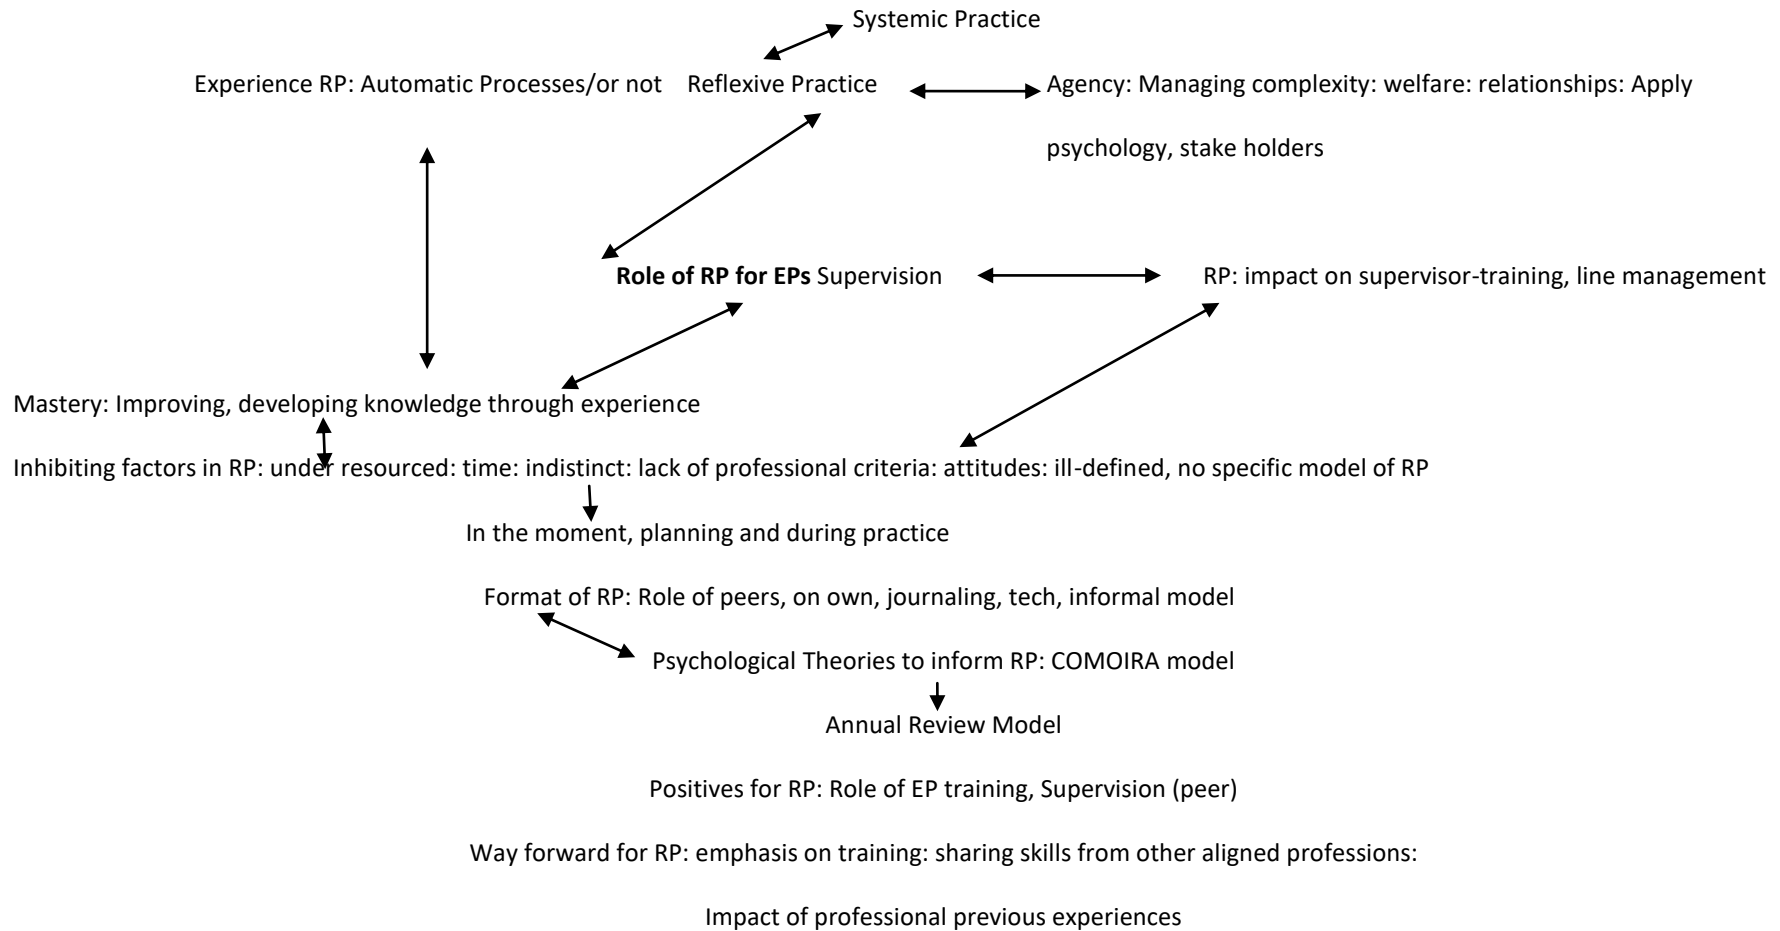 Systemic Practice
Experience RP: Automatic Processes/or not Reflexive Practice Agency: Managing complexity: welfare: relationships: Apply
psychology, stake holders
Role of RP for EPs Supervision RP: impact on supervisor-training, line management
Mastery: Improving, developing knowledge through experience
Inhibiting factors in RP: under resourced: time: indistinct: lack of professional criteria: attitudes: ill-defined, no specific model of RP
In the moment, planning and during practice
Format of RP: Role of peers, on own, journaling, tech, informal model
Psychological Theories to inform RP: COMOIRA model
Annual Review Model
Positives for RP: Role of EP training, Supervision (peer)
Way forward for RP: emphasis on training: sharing skills from other aligned professions:
Impact of professional previous experiences